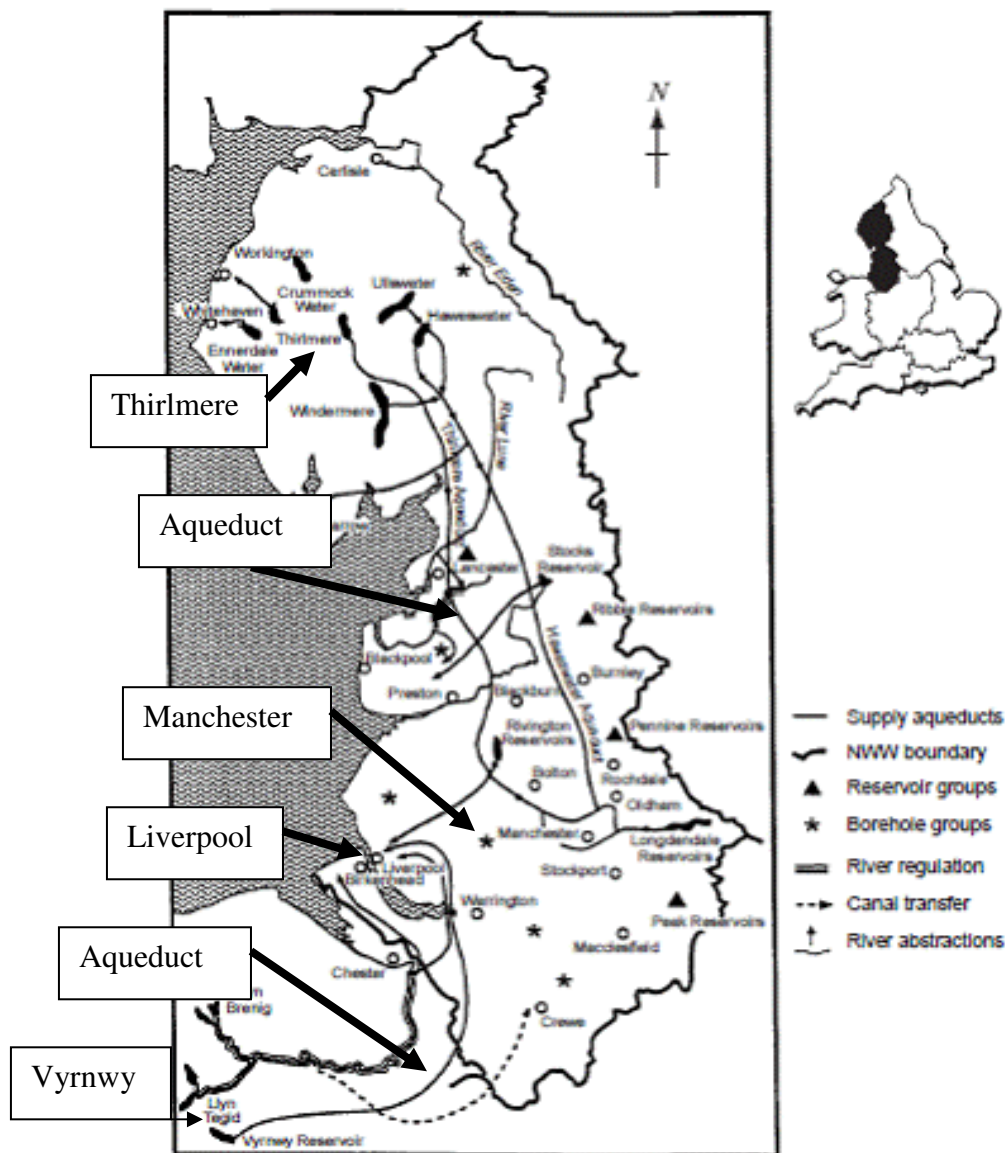 N
Cerlisle
River Eden
Workington
Crummock
Water
Ullswater
Haweswater
Whitehaven
Thirlmere
Ennerdale
Water
Thirlmere
Windermere
River Lune
Thirlmere Aqueduct
Aqueduct
Lancaster
Stocks
Reservoir
Ribble Reservoirs
Haweswater Aqueduct
Blackpool
Burnley
Preston
Blackburn
Manchester
Rivington
Reservoirs
Pennine Reservoirs
Bolton
Rochdale
Oldham
Liverpool
Manchester
Longdendale
Reservoirs
Liverpool
Birkenhead
Stockport
Warrington
Peek Reservoirs
Macclesfield
Aqueduct
Chester
Brenig
Crewe
Vyrnwy
Llyn
Tegid
Vyrnwy Reservoir
Supply aqueducts
NWW boundary
Reservoir groups
Borehole groups
River regulation
Canal transfer
River abstractions